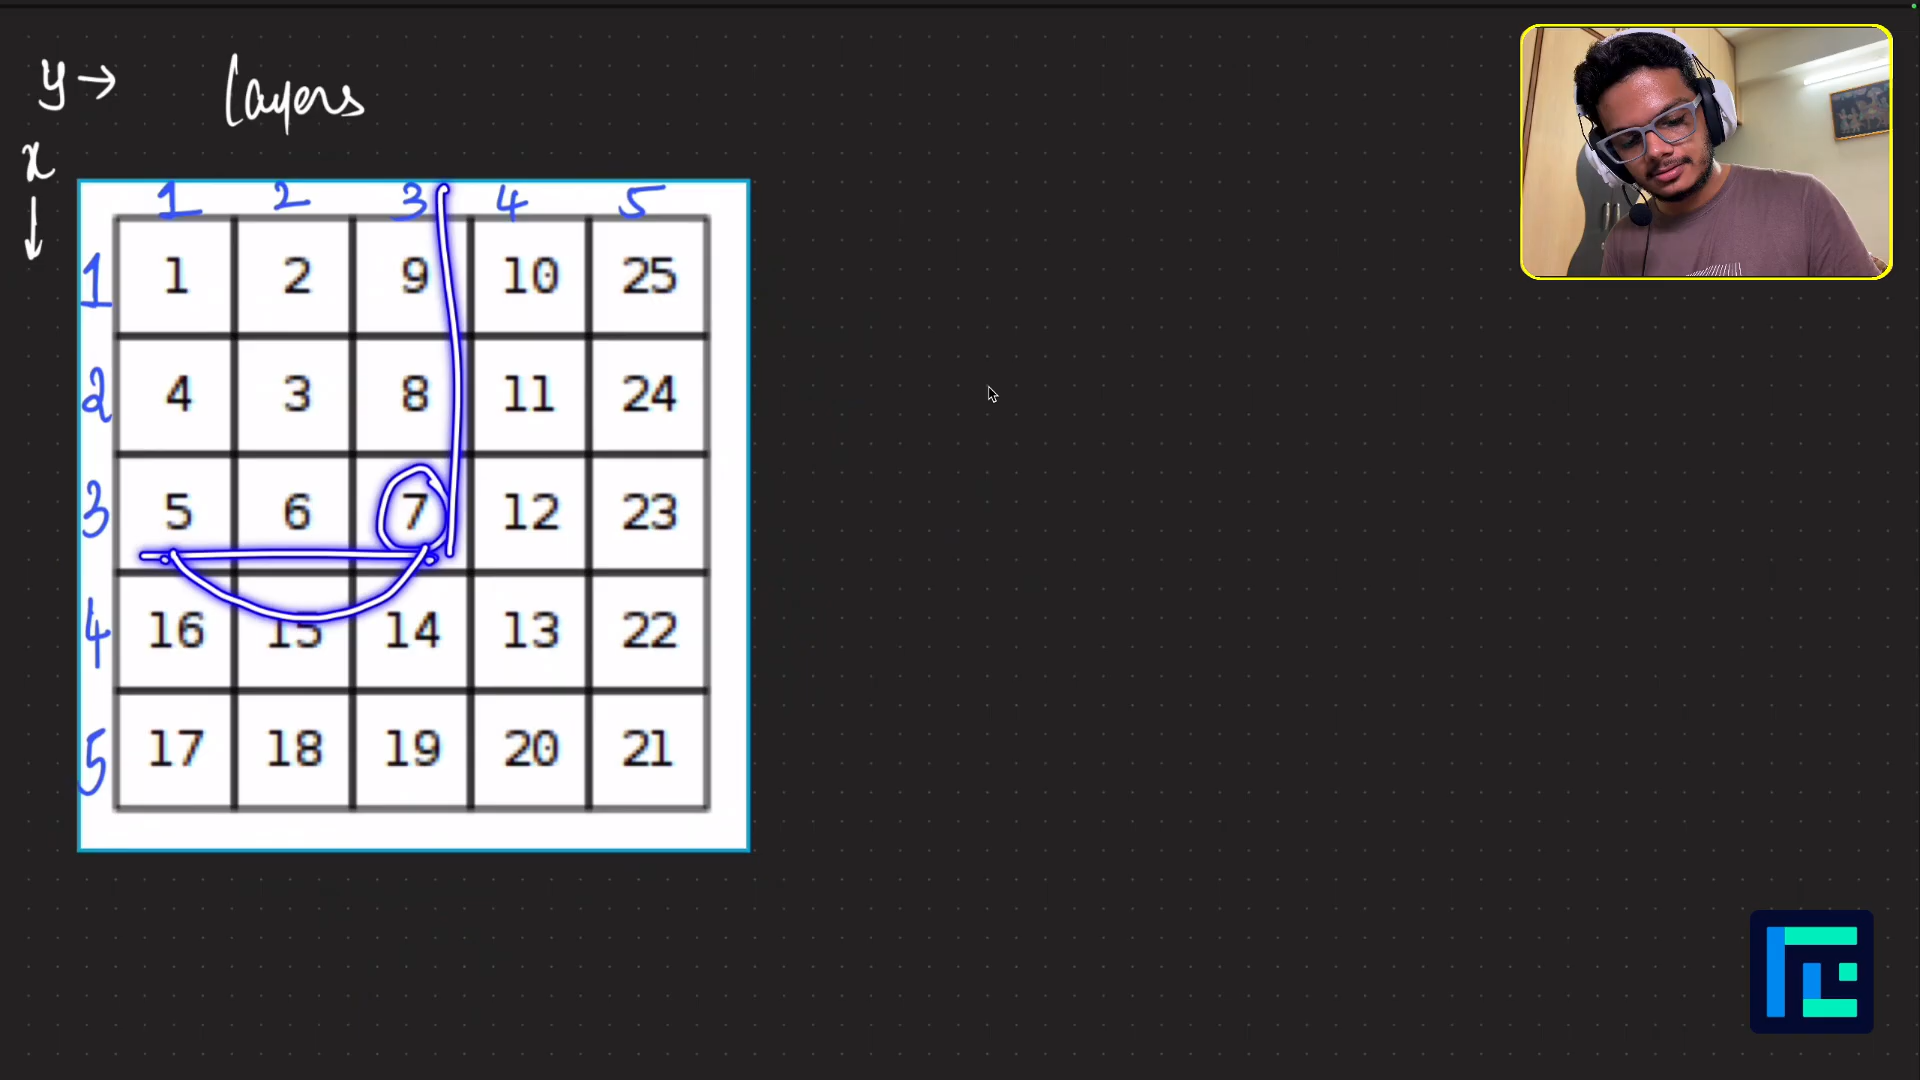 y → Layers
x
↓
1 2 3 4 5
1 1 2 9 10 25
2 4 3 8 11 24
3 5 6 7 12 23
4 16 15 14 13 22
5 17 18 19 20 21